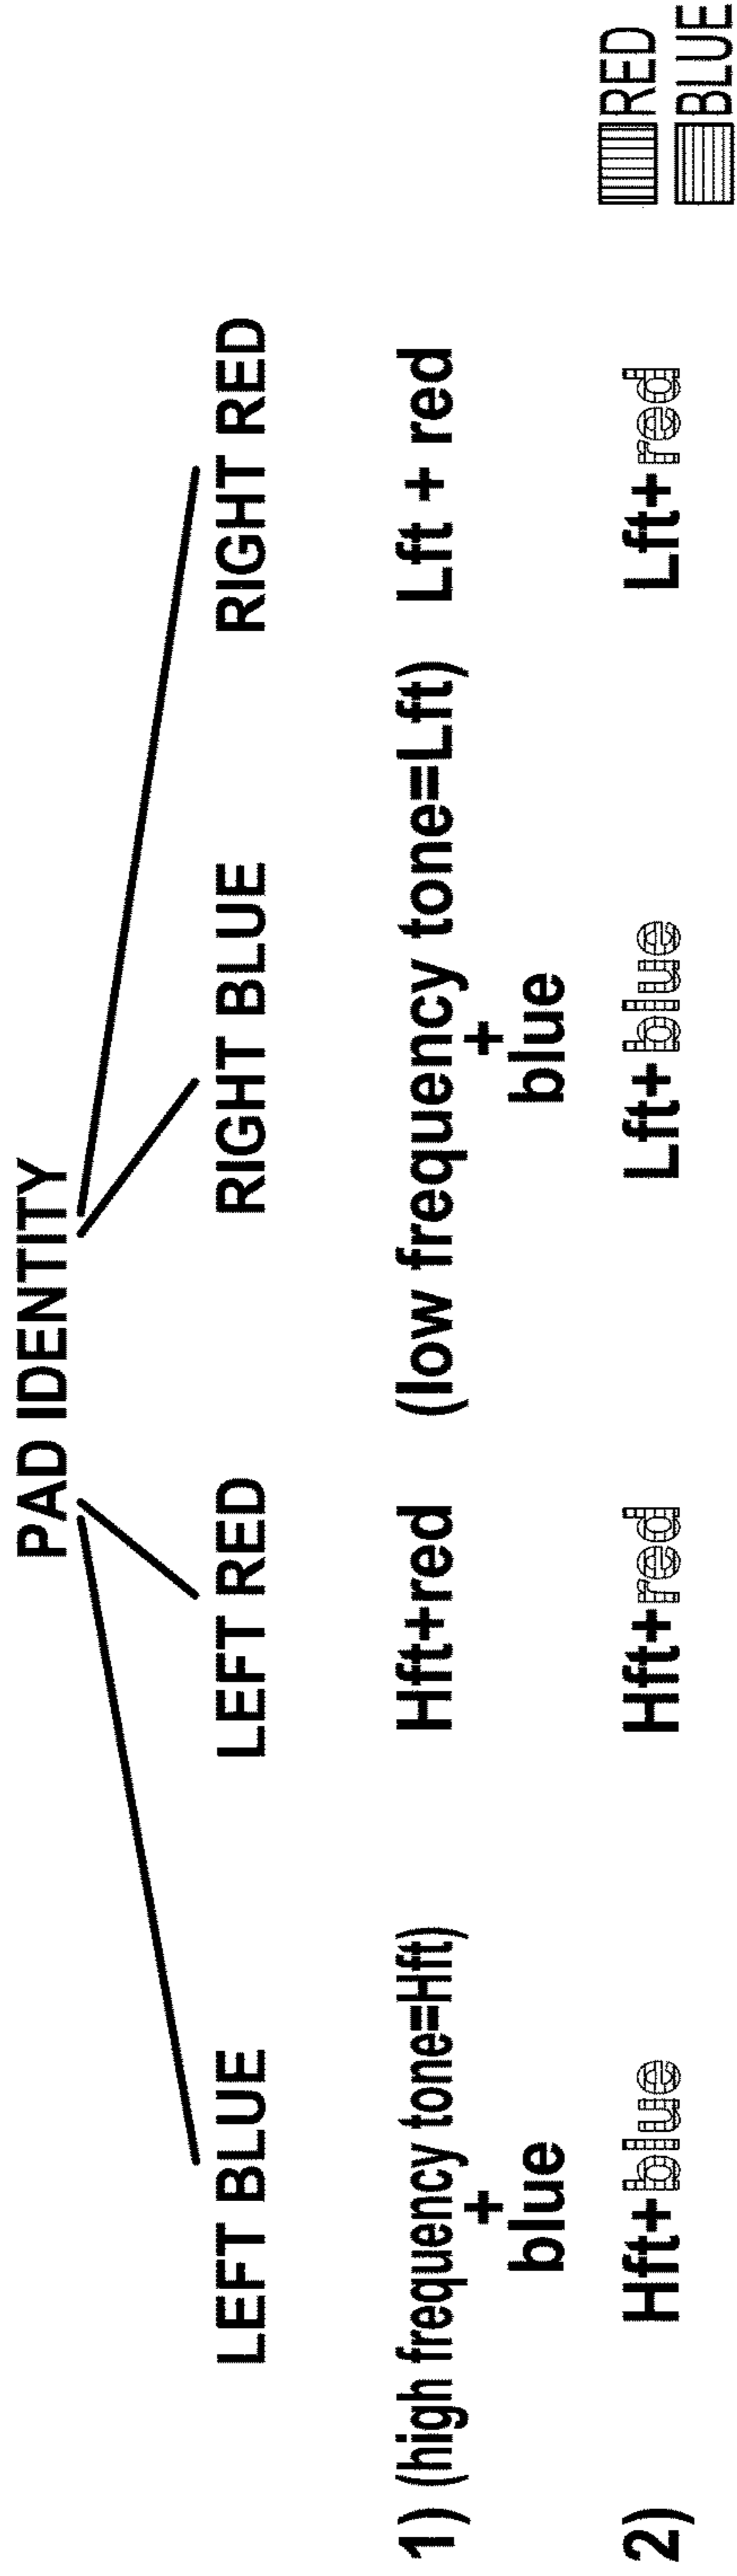 PAD IDENTITY
LEFT BLUE LEFT RED RIGHT BLUE RIGHT RED
1) (high frequency tone=Hft) Hft+red (low frequency tone=Lft) Lft + red
+ +
blue blue
2) Hft+blue Hft+red Lft+blue Lft+red
RED
BLUE